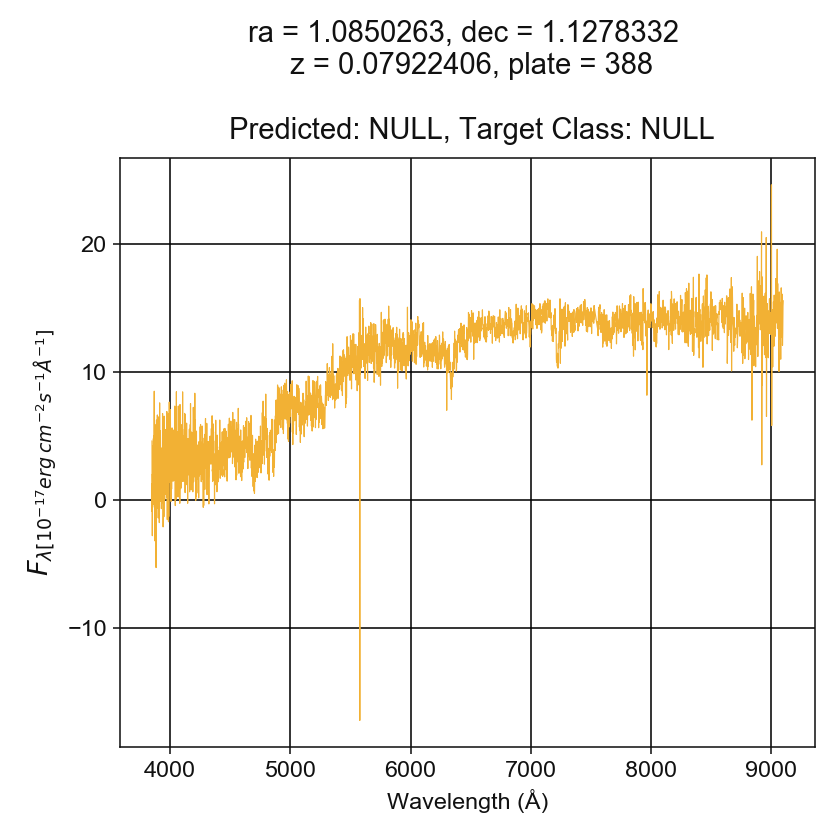 ra = 1.0850263, dec = 1.1278332
z = 0.07922406, plate = 388
Predicted: NULL, Target Class: NULL
20
10
0
−10
F_{λ[10^{−17} erg cm^{−2} s^{−1} Å^{−1}]}
4000 5000 6000 7000 8000 9000
Wavelength (Å)